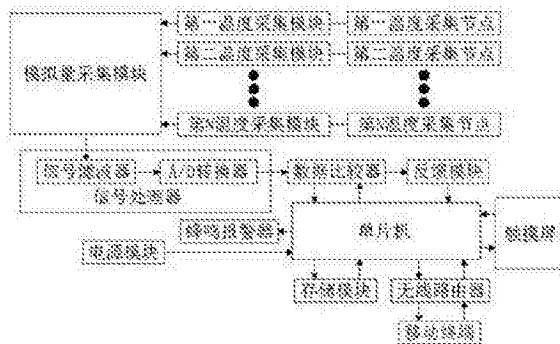 第一温度采集模块
第一温度采集节点
第二温度采集模块
第二温度采集节点
模拟量采集模块
第N温度采集模块
第N温度采集节点
信号滤波器
A/D转换器
数据比较器
反馈模块
信号处理器
蜂鸣报警器
单片机
触摸屏
电源模块
存储模块
无线路由器
移动终端